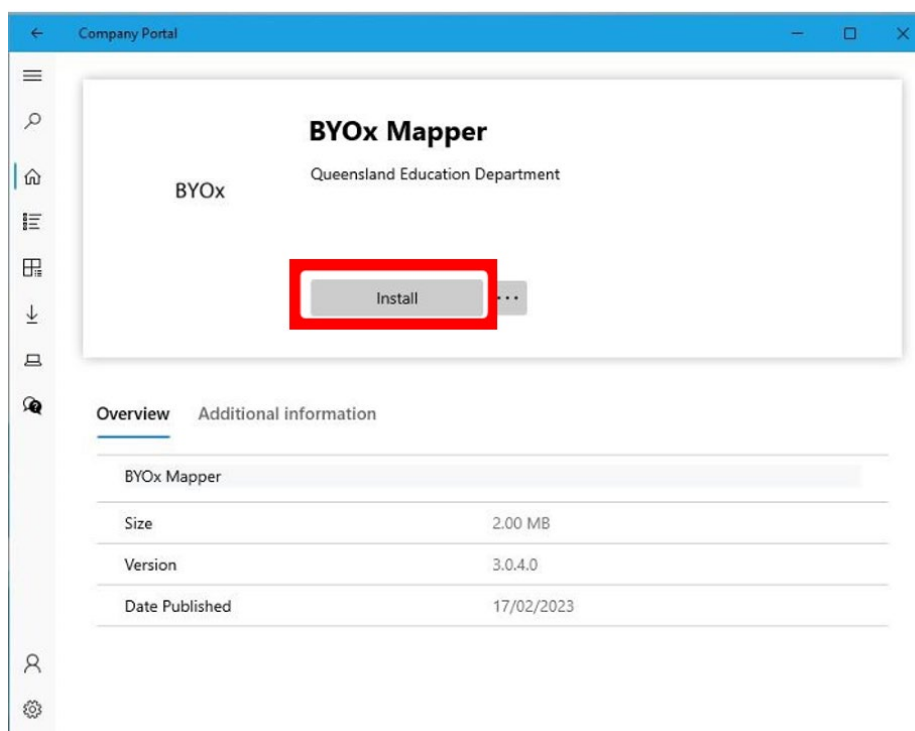 Company Portal
BYOx Mapper
Queensland Education Department
BYOx
Install
...
Overview Additional information
BYOx Mapper
Size 2.00 MB
Version 3.0.4.0
Date Published 17/02/2023